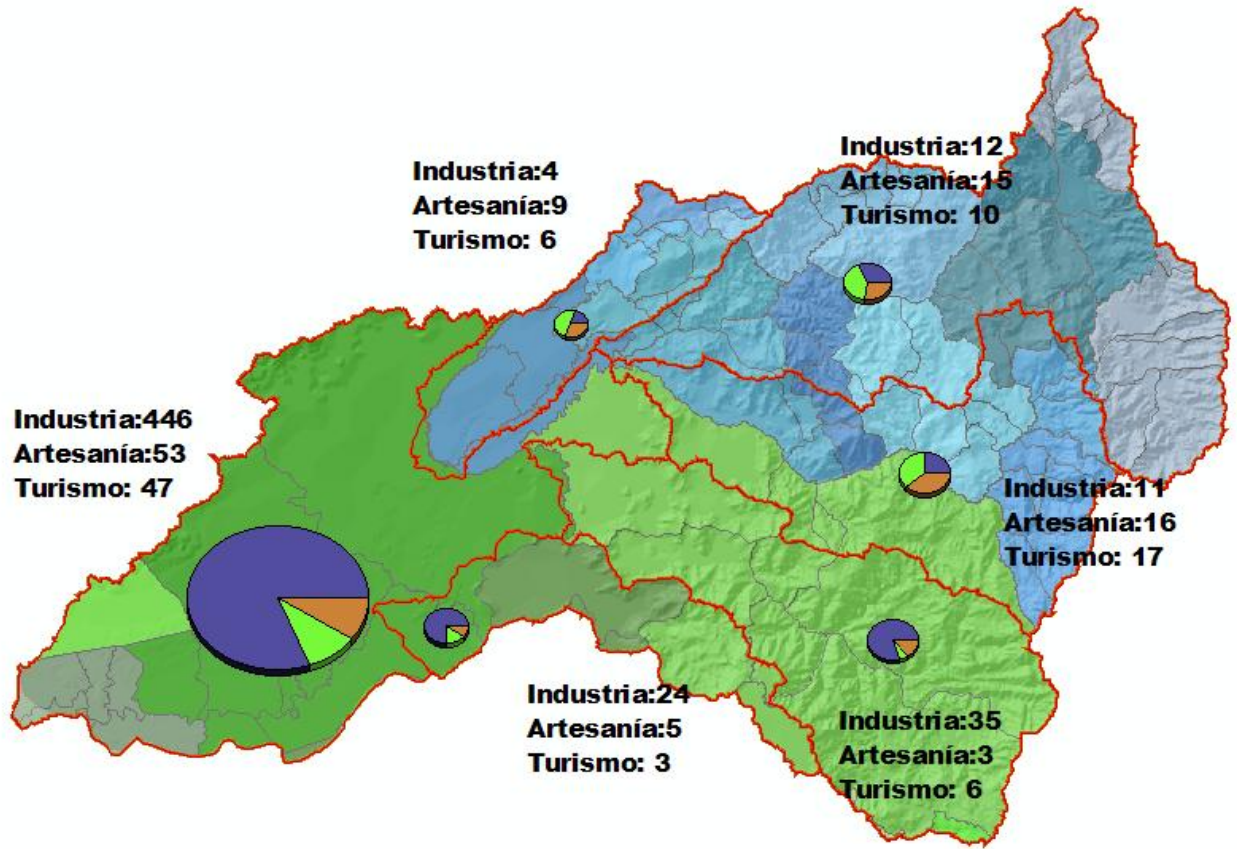 Industria:12
Artesanía:15
Turismo: 10
Industria:4
Artesanía:9
Turismo: 6
Industria:446
Artesanía:53
Turismo: 47
Industria:11
Artesanía:16
Turismo: 17
Industria:24
Artesanía:5
Turismo: 3
Industria:35
Artesanía:3
Turismo: 6